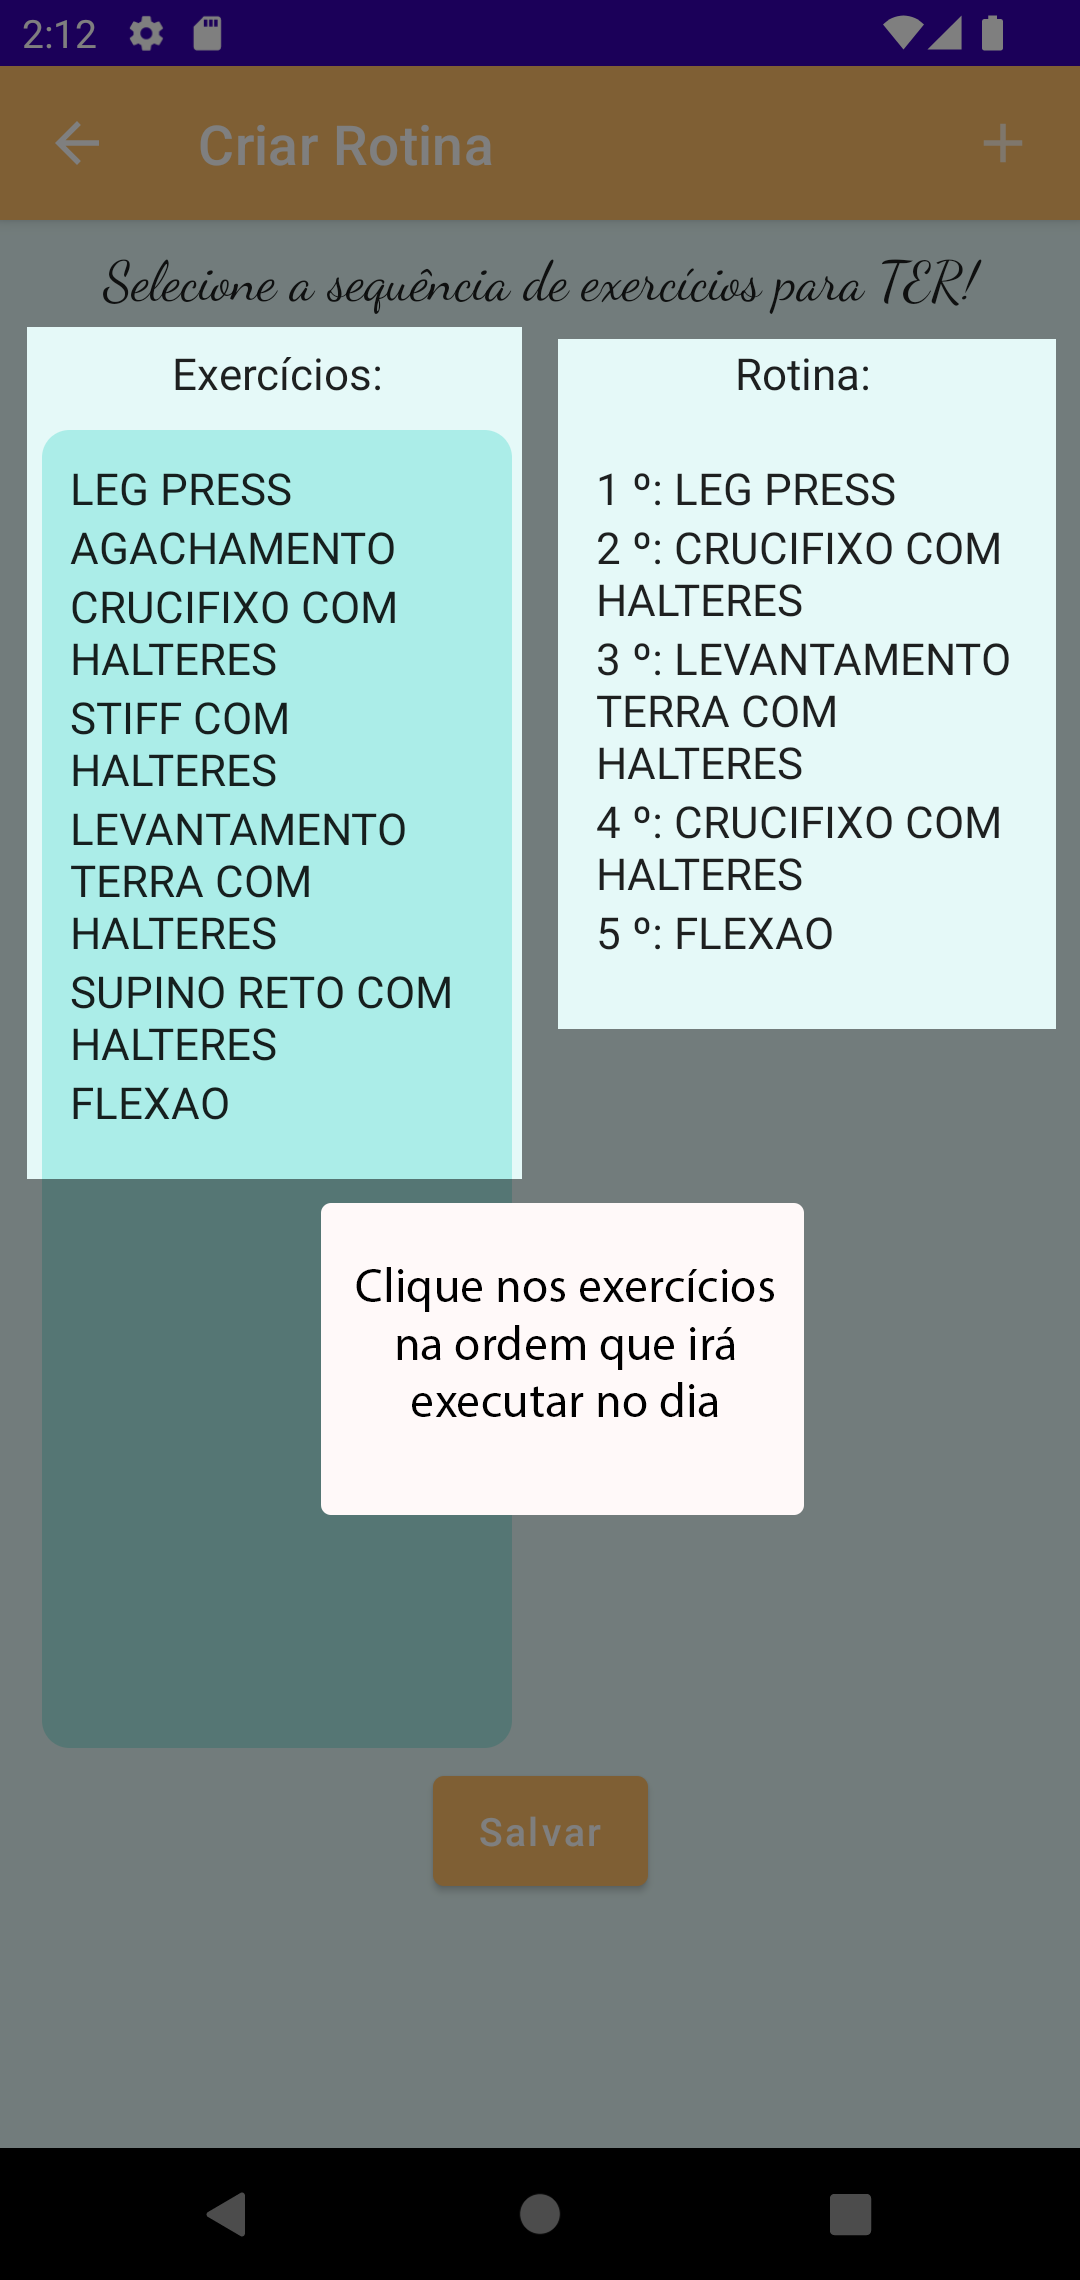 2:12
Criar Rotina
Selecione a sequência de exercícios para TER!
Exercícios:
LEG PRESS
AGACHAMENTO
CRUCIFIXO COM
HALTERES
STIFF COM
HALTERES
LEVANTAMENTO
TERRA COM
HALTERES
SUPINO RETO COM
HALTERES
FLEXAO
Rotina:
1 º: LEG PRESS
2 º: CRUCIFIXO COM
HALTERES
3 º: LEVANTAMENTO
TERRA COM
HALTERES
4 º: CRUCIFIXO COM
HALTERES
5 º: FLEXAO
Clique nos exercícios
na ordem que irá
executar no dia
Salvar